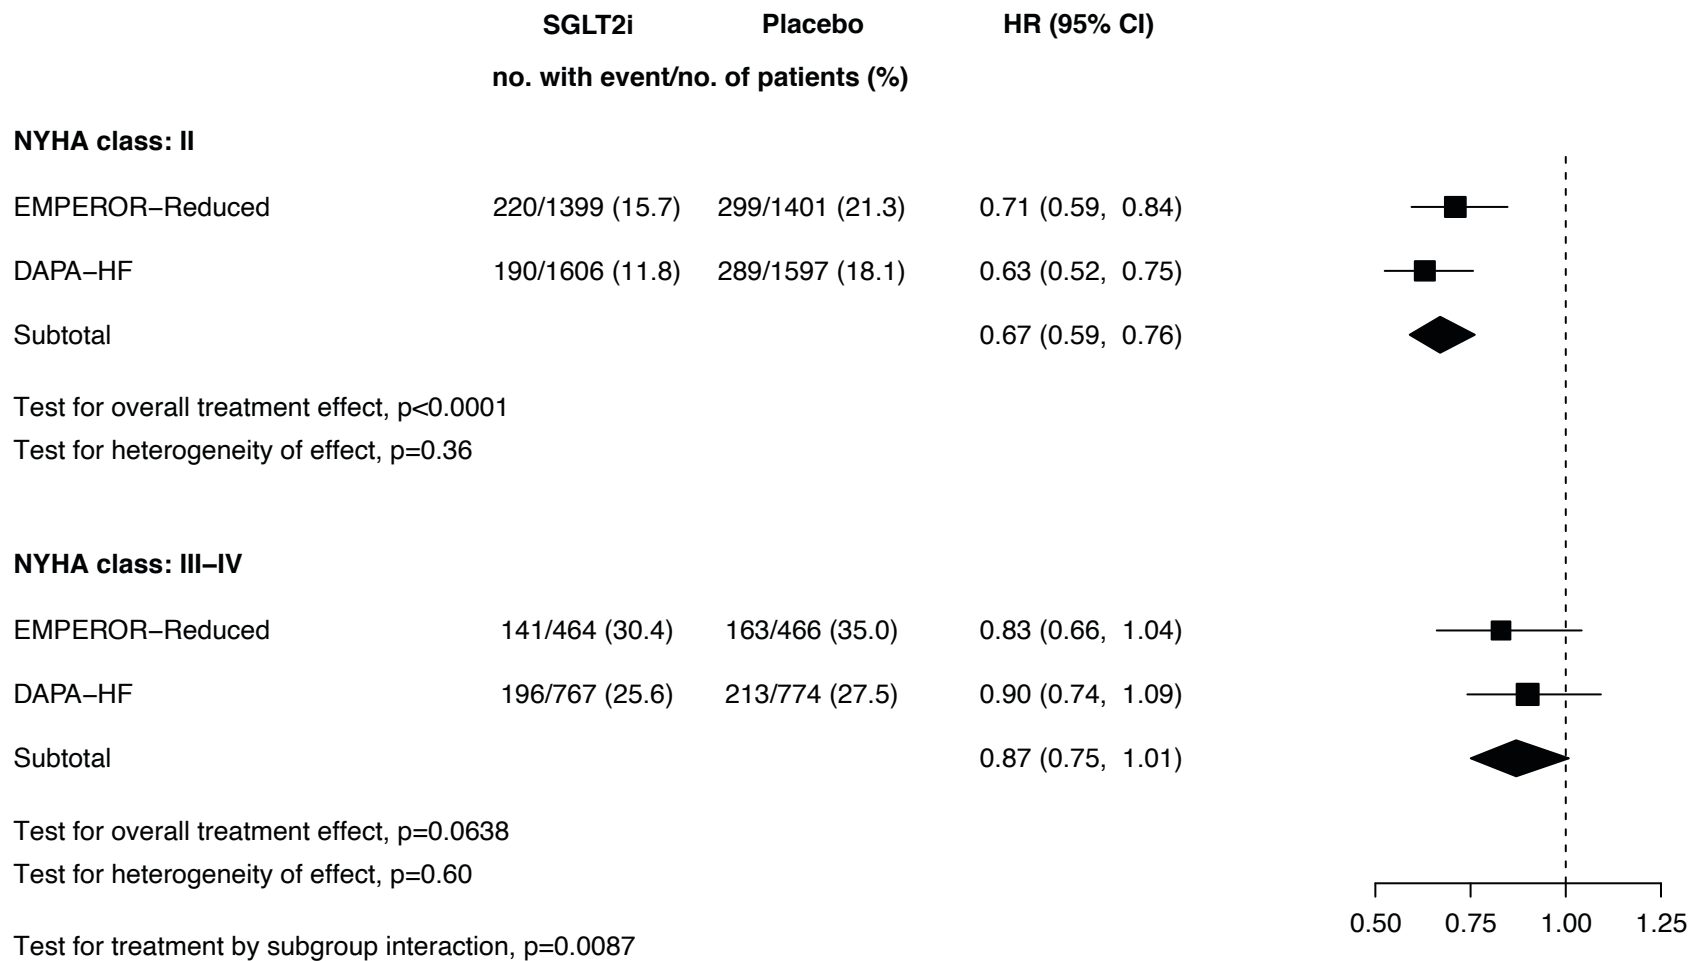 SGLT2i Placebo HR (95% CI)
no. with event/no. of patients (%)
NYHA class: II
EMPEROR−Reduced 220/1399 (15.7) 299/1401 (21.3) 0.71 (0.59, 0.84)
DAPA−HF 190/1606 (11.8) 289/1597 (18.1) 0.63 (0.52, 0.75)
Subtotal 0.67 (0.59, 0.76)
Test for overall treatment effect, p<0.0001
Test for heterogeneity of effect, p=0.36
NYHA class: III−IV
EMPEROR−Reduced 141/464 (30.4) 163/466 (35.0) 0.83 (0.66, 1.04)
DAPA−HF 196/767 (25.6) 213/774 (27.5) 0.90 (0.74, 1.09)
Subtotal 0.87 (0.75, 1.01)
Test for overall treatment effect, p=0.0638
Test for heterogeneity of effect, p=0.60
0.50 0.75 1.00 1.25
Test for treatment by subgroup interaction, p=0.0087